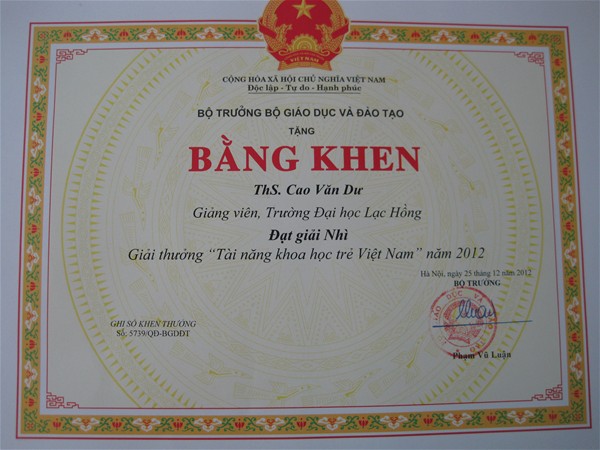 VIỆT NAM
CỘNG HÒA XÃ HỘI CHỦ NGHĨA VIỆT NAM
Độc lập - Tự do - Hạnh phúc
BỘ TRƯỞNG BỘ GIÁO DỤC VÀ ĐÀO TẠO
TẶNG
BẰNG KHEN
ThS. Cao Văn Dư
Giảng viên, Trường Đại học Lạc Hồng
Đạt giải Nhì
Giải thưởng “Tài năng khoa học trẻ Việt Nam” năm 2012
Hà Nội, ngày 25 tháng 12 năm 2012
BỘ TRƯỞNG
GHI SỔ KHEN THƯỞNG
Số: 5739/QĐ-BGDĐT
Phạm Vũ Luận